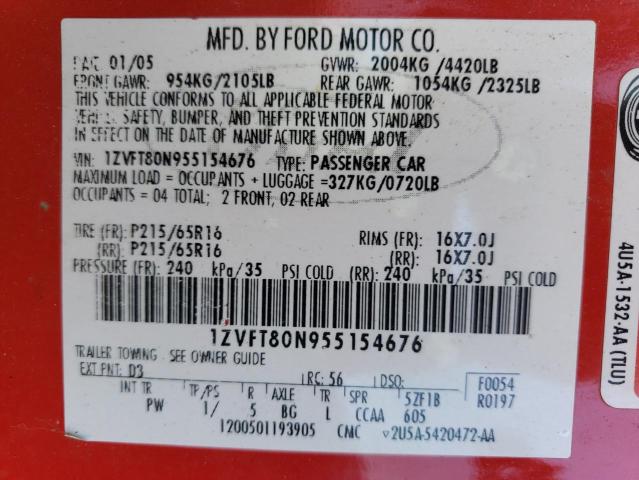 MFD. BY FORD MOTOR CO.
01/05 GVWR: 2004KG /4420LB
FRONT GAWR: 954KG/2105LB REAR GAWR: 1054KG /2325LB
THIS VEHICLE CONFORMS TO ALL APPLICABLE FEDERAL MOTOR
VEHICLE SAFETY, BUMPER, AND THEFT PREVENTION STANDARDS
IN EFFECT ON THE DATE OF MANUFACTURE SHOWN ABOVE.
VIN: 1ZVFT80N955154676 TYPE: PASSENGER CAR
MAXIMUM LOAD = OCCUPANTS + LUGGAGE =327KG/0720LB
OCCUPANTS = 04 TOTAL; 2 FRONT, 02 REAR
TIRE (FR): P215/65R16 RIMS (FR): 16X7.0J
(RR): P215/65R16 (RR): 16X7.0J
PRESSURE (FR): 240 kPa/35 PSI COLD (RR): 240 kPa/35 PSI COLD
1ZVFT80N955154676
TRAILER TOWING - SEE OWNER GUIDE
EXT PNT: D3 RC: 56 DSO: F0054
INT TR TP/PS R AXLE TR SPR 5ZF1B R0197
PW 1/ 5 BG L CCAA 605
1200501193905 CMC v2U5A-5420472-AA
4U5A-1532-AA (TLU)